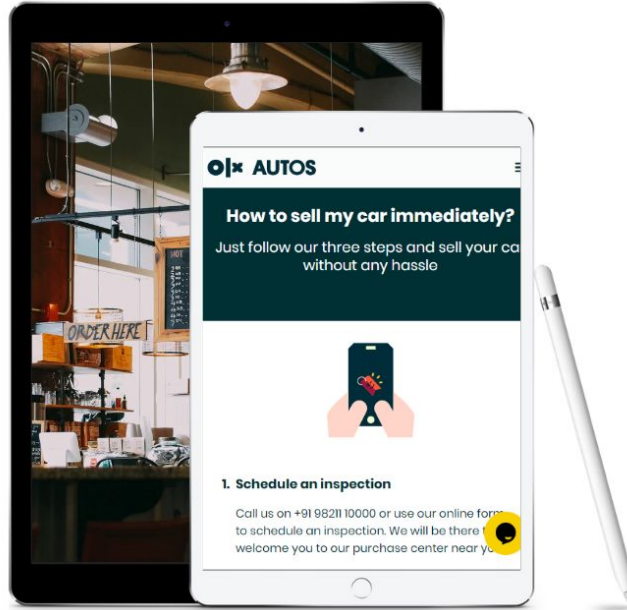 HOT
ORDER HERE
OLX AUTOS
How to sell my car immediately?
Just follow our three steps and sell your ca
without any hassle
1. Schedule an inspection
Call us on +91 98211 10000 or use our online form
to schedule an inspection. We will be there t
welcome you to our purchase center near yo